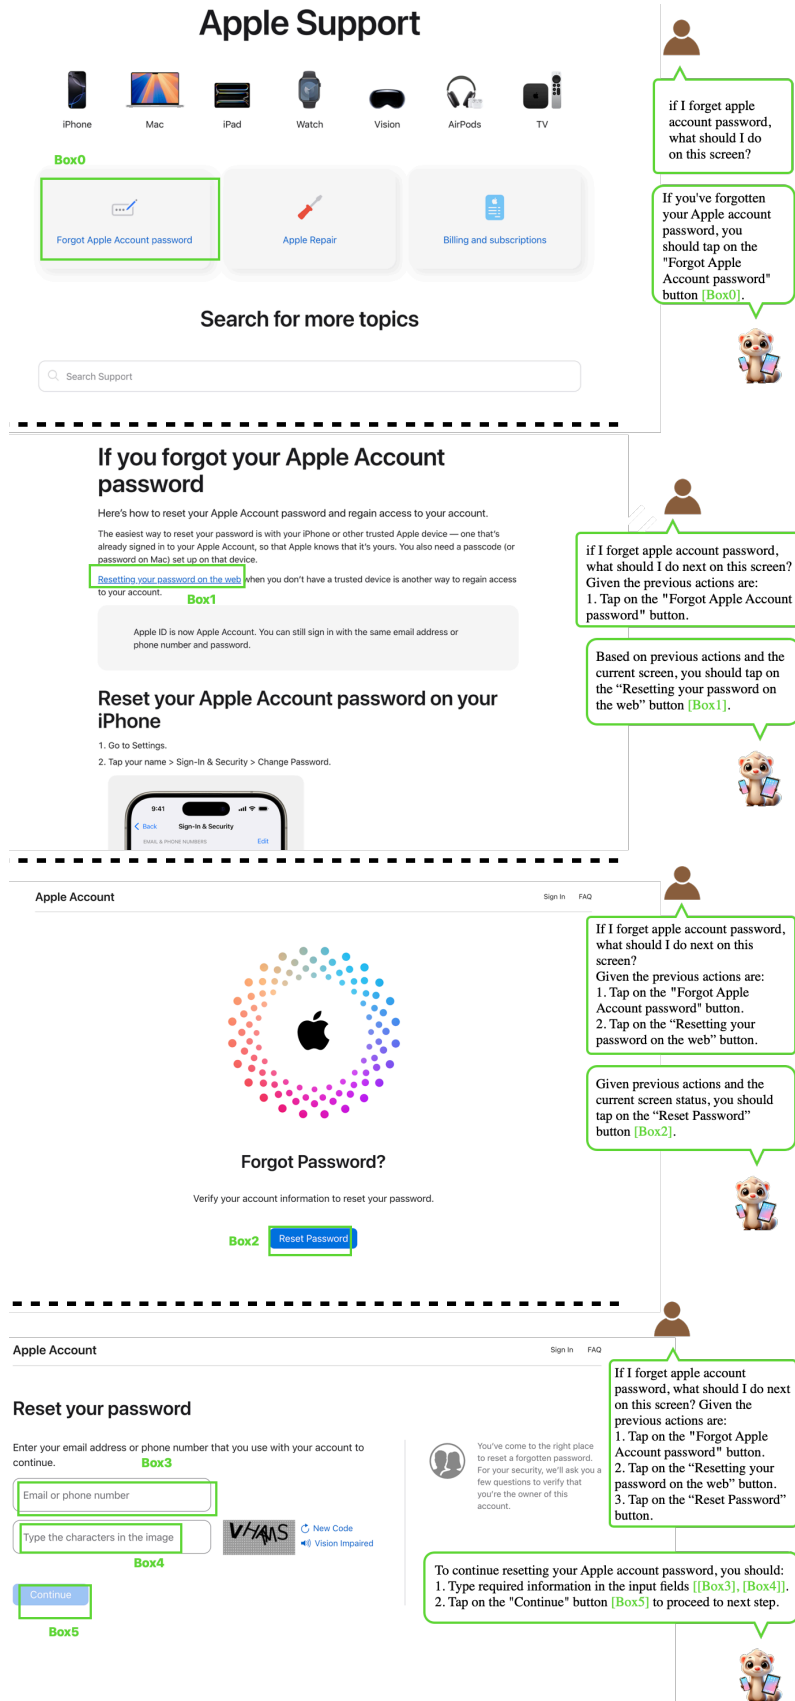 Apple Support
iPhone
Mac
iPad
Watch
Vision
AirPods
TV
Box0
Forgot Apple Account password
Apple Repair
Billing and subscriptions
Search for more topics
Search Support
if I forget apple
account password,
what should I do
on this screen?
If you've forgotten
your Apple account
password, you
should tap on the
"Forgot Apple
Account password"
button [Box0].
If you forgot your Apple Account
password
Here's how to reset your Apple Account password and regain access to your account.
The easiest way to reset your password is with your iPhone or other trusted Apple device — one that's
already signed in to your Apple Account, so that Apple knows that it's yours. You also need a passcode (or
password on Mac) set up on that device.
Resetting your password on the web when you don't have a trusted device is another way to regain access
to your account.
Box1
Apple ID is now Apple Account. You can still sign in with the same email address or
phone number and password.
Reset your Apple Account password on your
iPhone
1. Go to Settings.
2. Tap your name > Sign-In & Security > Change Password.
9:41
Back
Sign-In & Security
EMAIL & PHONE NUMBERS
Edit
if I forget apple account password,
what should I do next on this screen?
Given the previous actions are:
1. Tap on the "Forgot Apple Account
password" button.
Based on previous actions and the
current screen, you should tap on
the “Resetting your password on
the web” button [Box1].
Apple Account
Sign In
FAQ
Forgot Password?
Verify your account information to reset your password.
Box2
Reset Password
If I forget apple account password,
what should I do next on this
screen?
Given the previous actions are:
1. Tap on the "Forgot Apple
Account password" button.
2. Tap on the “Resetting your
password on the web” button.
Given previous actions and the
current screen status, you should
tap on the “Reset Password”
button [Box2].
Apple Account
Sign In
FAQ
Reset your password
Enter your email address or phone number that you use with your account to
continue.
Box3
Email or phone number
Type the characters in the image
VHAMS
New Code
Vision Impaired
Box4
Continue
Box5
You've come to the right place
to reset a forgotten password.
For your security, we'll ask you a
few questions to verify that
you're the owner of this
account.
If I forget apple account
password, what should I do next
on this screen? Given the
previous actions are:
1. Tap on the "Forgot Apple
Account password" button.
2. Tap on the “Resetting your
password on the web” button.
3. Tap on the “Reset Password”
button.
To continue resetting your Apple account password, you should:
1. Type required information in the input fields [[Box3], [Box4]].
2. Tap on the "Continue" button [Box5] to proceed to next step.